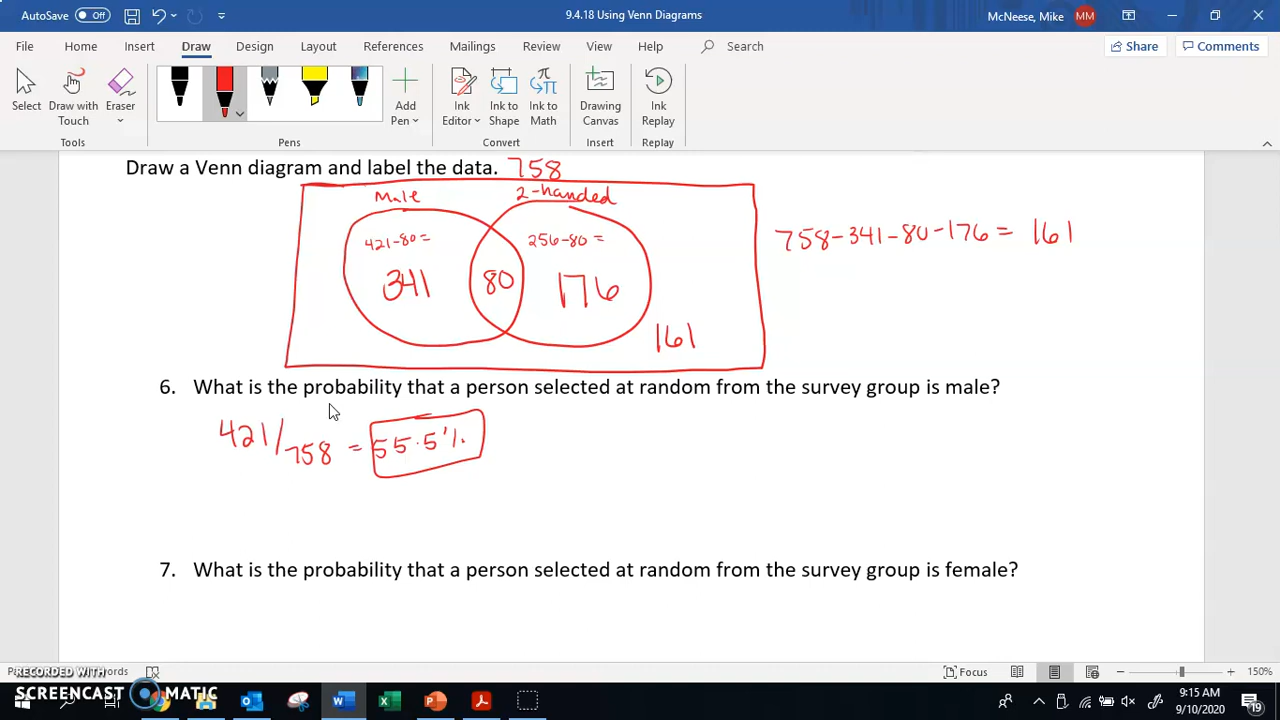 AutoSave Off 9.4.18 Using Venn Diagrams McNeese, Mike MM
File Home Insert Draw Design Layout References Mailings Review View Help Search Share Comments
Select Draw with Touch Eraser Add Pen Ink Editor Ink to Shape Ink to Math Drawing Canvas Ink Replay
Tools Pens Convert Insert Replay
Draw a Venn diagram and label the data. 758
Male 2-handed
421-80= 256-80= 758-341-80-176= 161
341 80 176
161
6. What is the probability that a person selected at random from the survey group is male?
421/758 = 55.5%
7. What is the probability that a person selected at random from the survey group is female?
words Focus 150%
RECORDED WITH
SCREENCAST MATIC
9:15 AM
9/10/2020
19